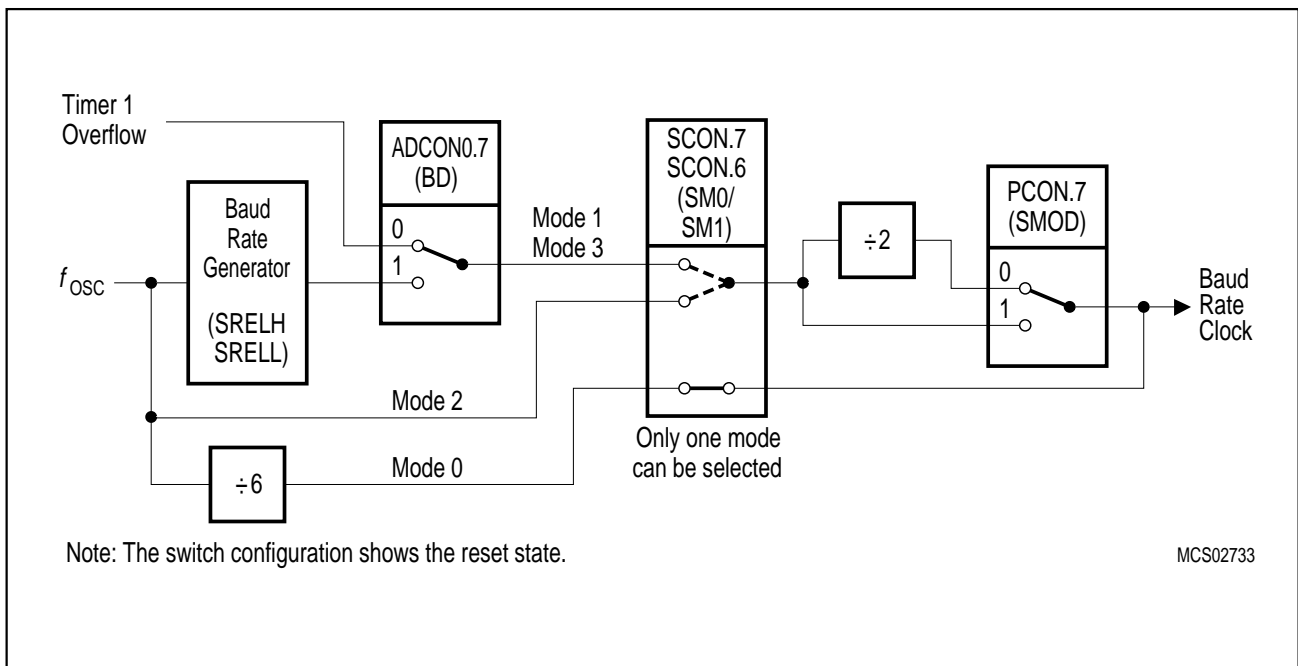 Timer 1
Overflow
ADCON0.7
(BD)
0
1
Baud
Rate
Generator
(SRELH
SRELL)
f OSC
Mode 1
Mode 3
SCON.7
SCON.6
(SM0/
SM1)
÷2
PCON.7
(SMOD)
0
1
Baud
Rate
Clock
Mode 2
Only one mode
can be selected
÷6
Mode 0
Note: The switch configuration shows the reset state.
MCS02733